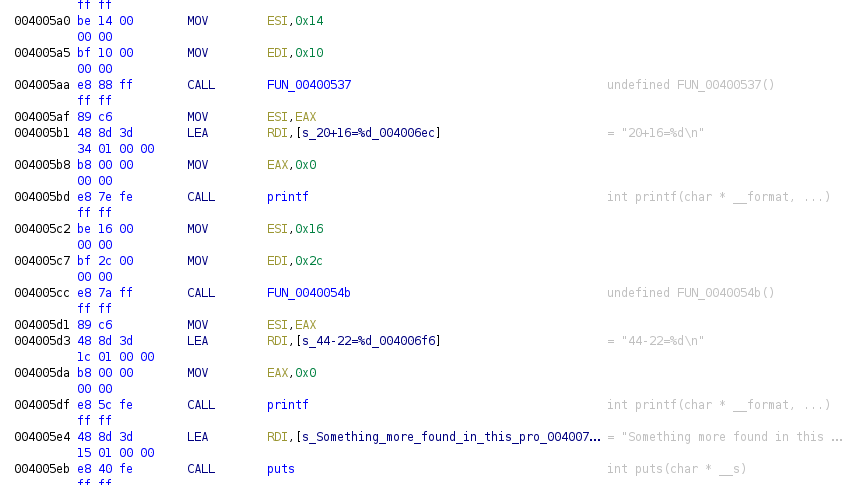 ff ff
004005a0 be 14 00 MOV ESI,0x14
00 00
004005a5 bf 10 00 MOV EDI,0x10
00 00
004005aa e8 88 ff CALL FUN_00400537 undefined FUN_00400537()
ff ff
004005af 89 c6 MOV ESI,EAX
004005b1 48 8d 3d LEA RDI,[s_20+16=%d_004006ec] = "20+16=%d\n"
34 01 00 00
004005b8 b8 00 00 MOV EAX,0x0
00 00
004005bd e8 7e fe CALL printf int printf(char * __format, ...)
ff ff
004005c2 be 16 00 MOV ESI,0x16
00 00
004005c7 bf 2c 00 MOV EDI,0x2c
00 00
004005cc e8 7a ff CALL FUN_0040054b undefined FUN_0040054b()
ff ff
004005d1 89 c6 MOV ESI,EAX
004005d3 48 8d 3d LEA RDI,[s_44-22=%d_004006f6] = "44-22=%d\n"
1c 01 00 00
004005da b8 00 00 MOV EAX,0x0
00 00
004005df e8 5c fe CALL printf int printf(char * __format, ...)
ff ff
004005e4 48 8d 3d LEA RDI,[s_Something_more_found_in_this_pro_004007... = "Something more found in this ...
15 01 00 00
004005eb e8 40 fe CALL puts int puts(char * __s)
ff ff